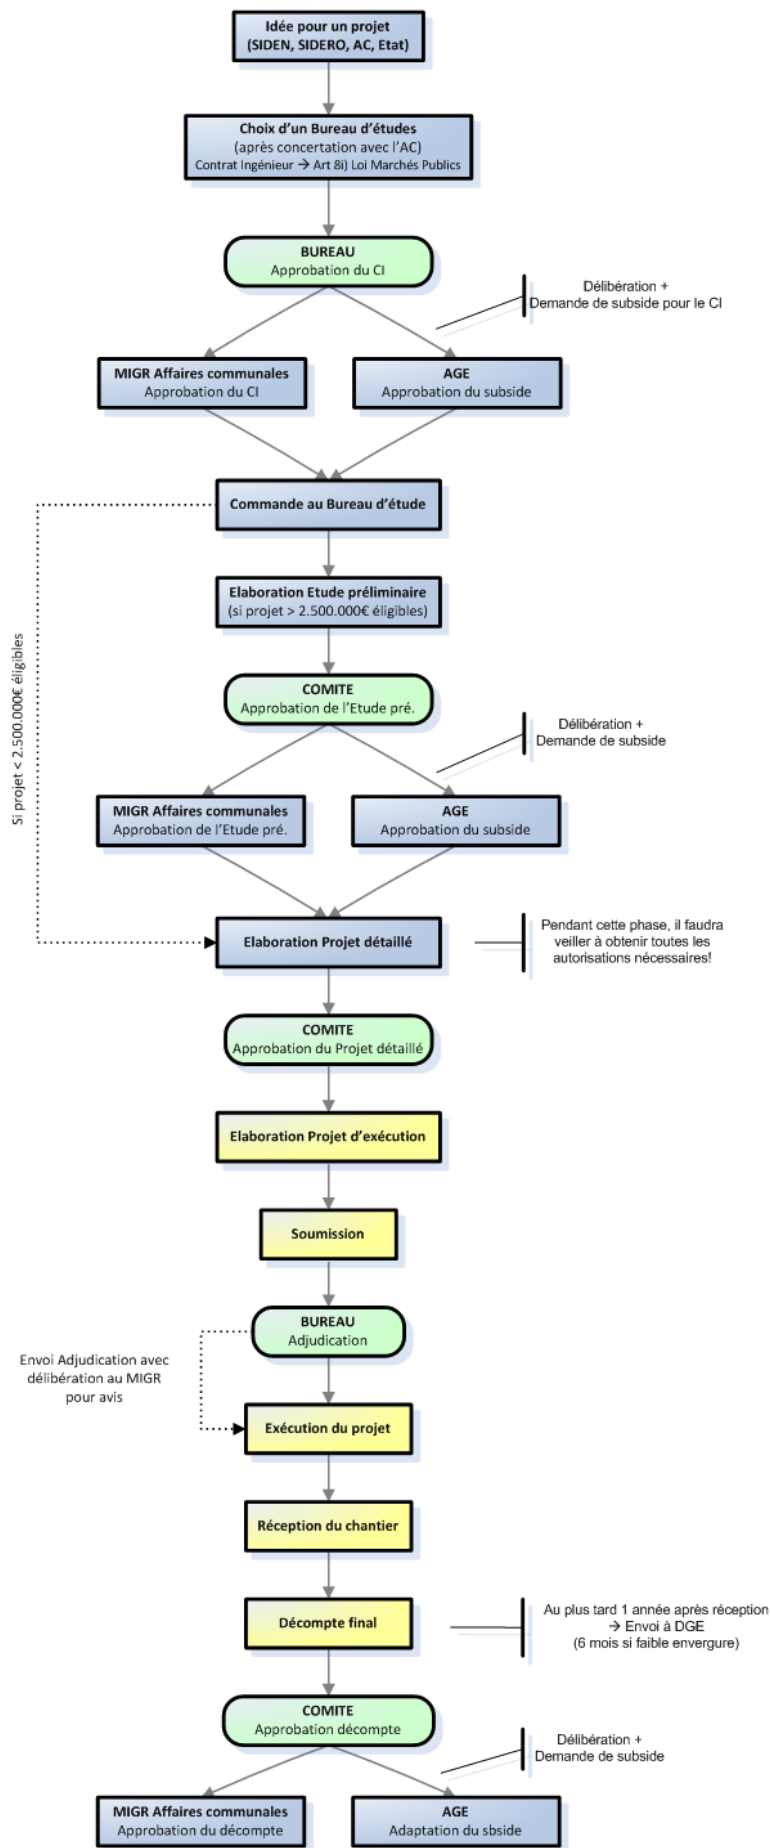 Idée pour un projet
(SIDEN, SIDERO, AC, Etat)
Choix d'un Bureau d'études
(après concertation avec l'AC)
Contrat Ingénieur → Art 8i) Loi Marchés Publics
BUREAU
Approbation du CI
Délibération +
Demande de subside pour le CI
MIGR Affaires communales
Approbation du CI
AGE
Approbation du subside
Commande au Bureau d'étude
Elaboration Etude préliminaire
(si projet > 2.500.000€ éligibles)
Si projet < 2.500.000€ éligibles
COMITE
Approbation de l'Etude pré.
Délibération +
Demande de subside
MIGR Affaires communales
Approbation de l'Etude pré.
AGE
Approbation du subside
Elaboration Projet détaillé
Pendant cette phase, il faudra
veiller à obtenir toutes les
autorisations nécessaires!
COMITE
Approbation du Projet détaillé
Elaboration Projet d'exécution
Soumission
BUREAU
Adjudication
Envoi Adjudication avec
délibération au MIGR
pour avis
Exécution du projet
Réception du chantier
Décompte final
Au plus tard 1 année après réception
→ Envoi à DGE
(6 mois si faible envergure)
COMITE
Approbation décompte
Délibération +
Demande de subside
MIGR Affaires communales
Approbation du décompte
AGE
Adaptation du sbside